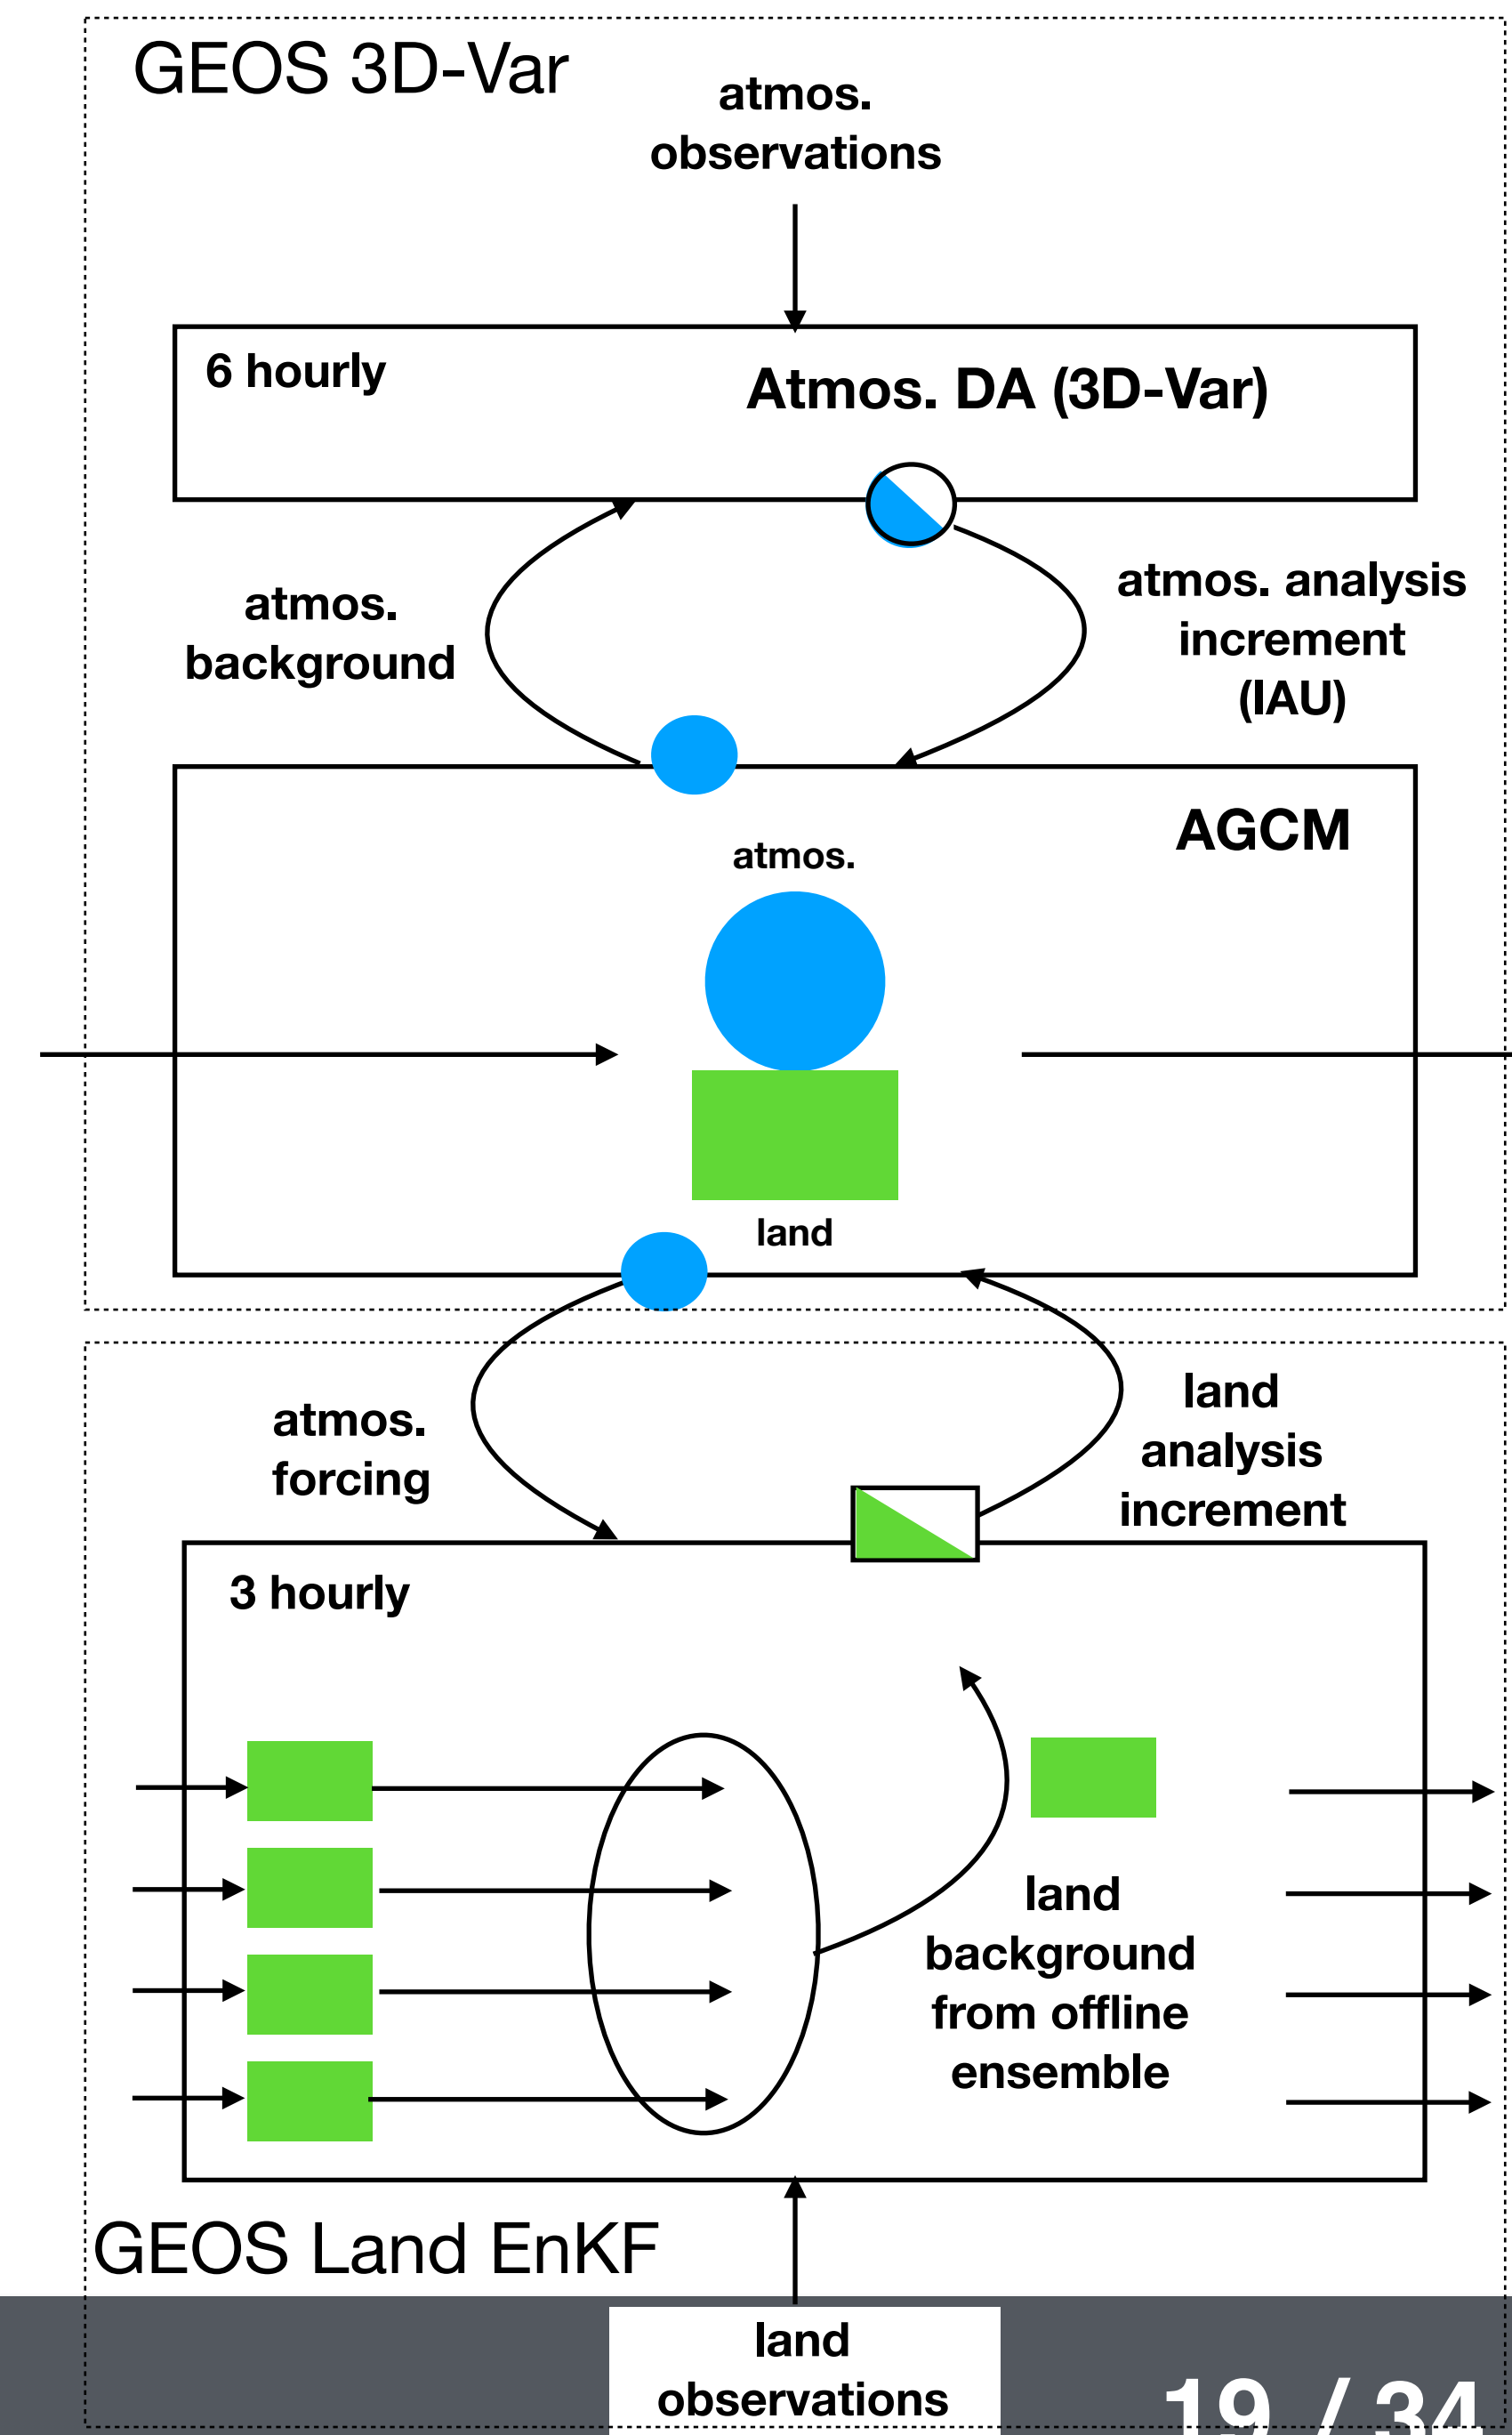 GEOS 3D-Var
atmos.
observations
6 hourly
Atmos. DA (3D-Var)
atmos.
background
atmos. analysis
increment
(IAU)
AGCM
atmos.
land
atmos.
forcing
land
analysis
increment
3 hourly
land
background
from offline
ensemble
GEOS Land EnKF
land
observations
19 / 34